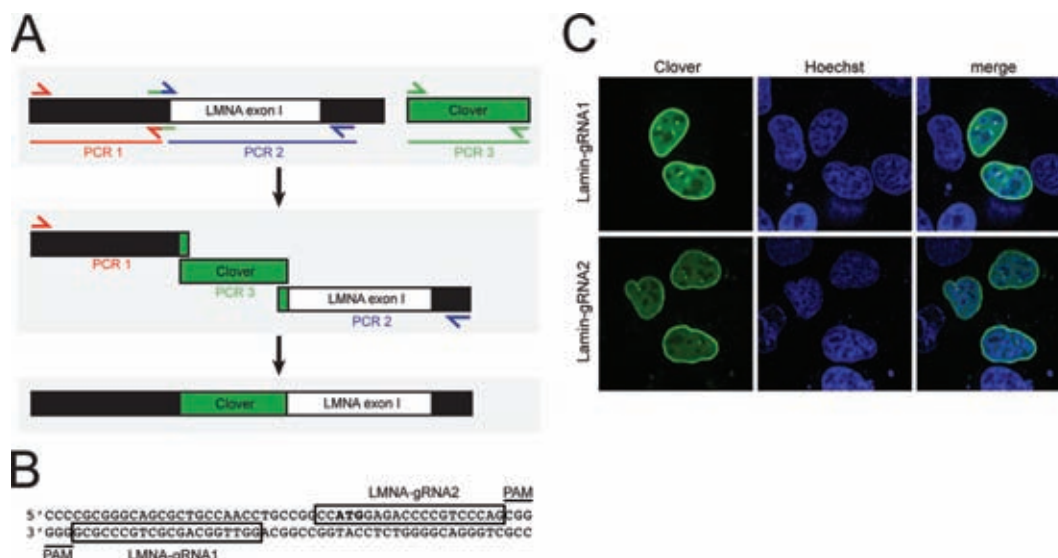 A
LMNA exon I
Clover
PCR 1
PCR 2
PCR 3
Clover
PCR 1
PCR 3
LMNA exon I
PCR 2
Clover
LMNA exon I
B
LMNA-gRNA2
PAM
5'CCCCGCGGGCAGCGCTGCCAACCTGCCGGCCATGGAGACCCCGTCCCAGCGG
3'GGGGCGCCCGTCGCGACGGTTGGACGGCCGGTACCTCTGGGGCAGGGTCGCC
PAM
LMNA-gRNA1
C
Clover
Hoechst
merge
Lamin-gRNA1
Lamin-gRNA2